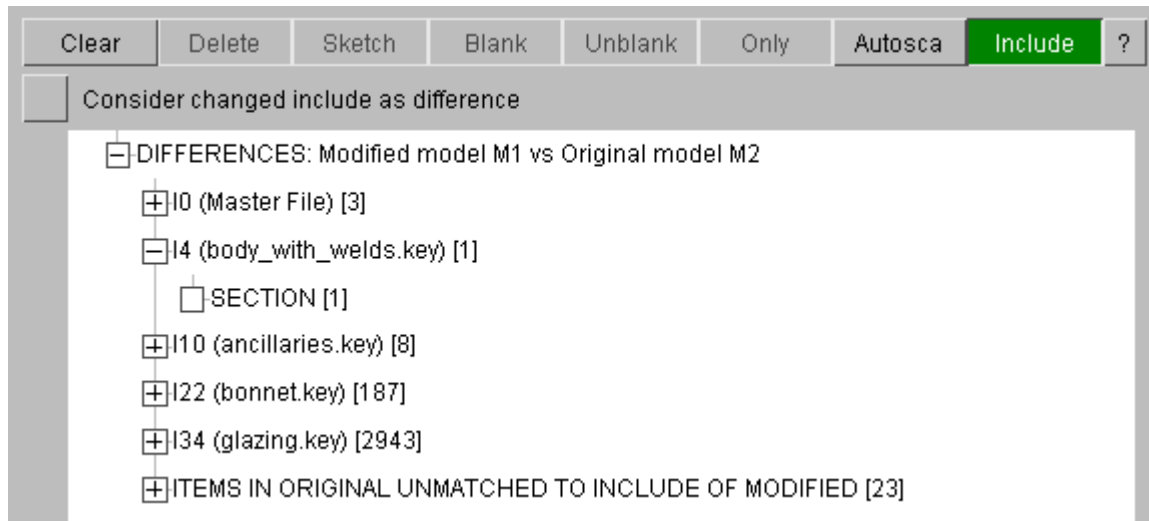 Clear Delete Sketch Blank Unblank Only Autosca Include ?
Consider changed include as difference
DIFFERENCES: Modified model M1 vs Original model M2
I0 (Master File) [3]
I4 (body_with_welds.key) [1]
SECTION [1]
I10 (ancillaries.key) [8]
I22 (bonnet.key) [187]
I34 (glazing.key) [2943]
ITEMS IN ORIGINAL UNMATCHED TO INCLUDE OF MODIFIED [23]